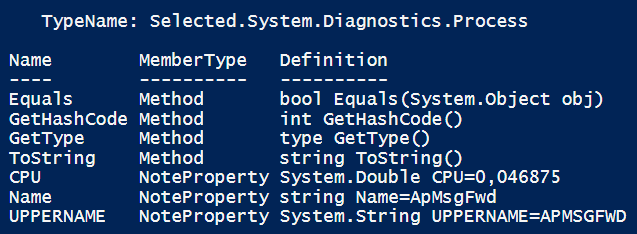 TypeName: Selected.System.Diagnostics.Process
Name MemberType Definition
---- ---------- ----------
Equals Method bool Equals(System.Object obj)
GetHashCode Method int GetHashCode()
GetType Method type GetType()
ToString Method string ToString()
CPU NoteProperty System.Double CPU=0,046875
Name NoteProperty string Name=ApMsgFwd
UPPERNAME NoteProperty System.String UPPERNAME=APMSGFWD